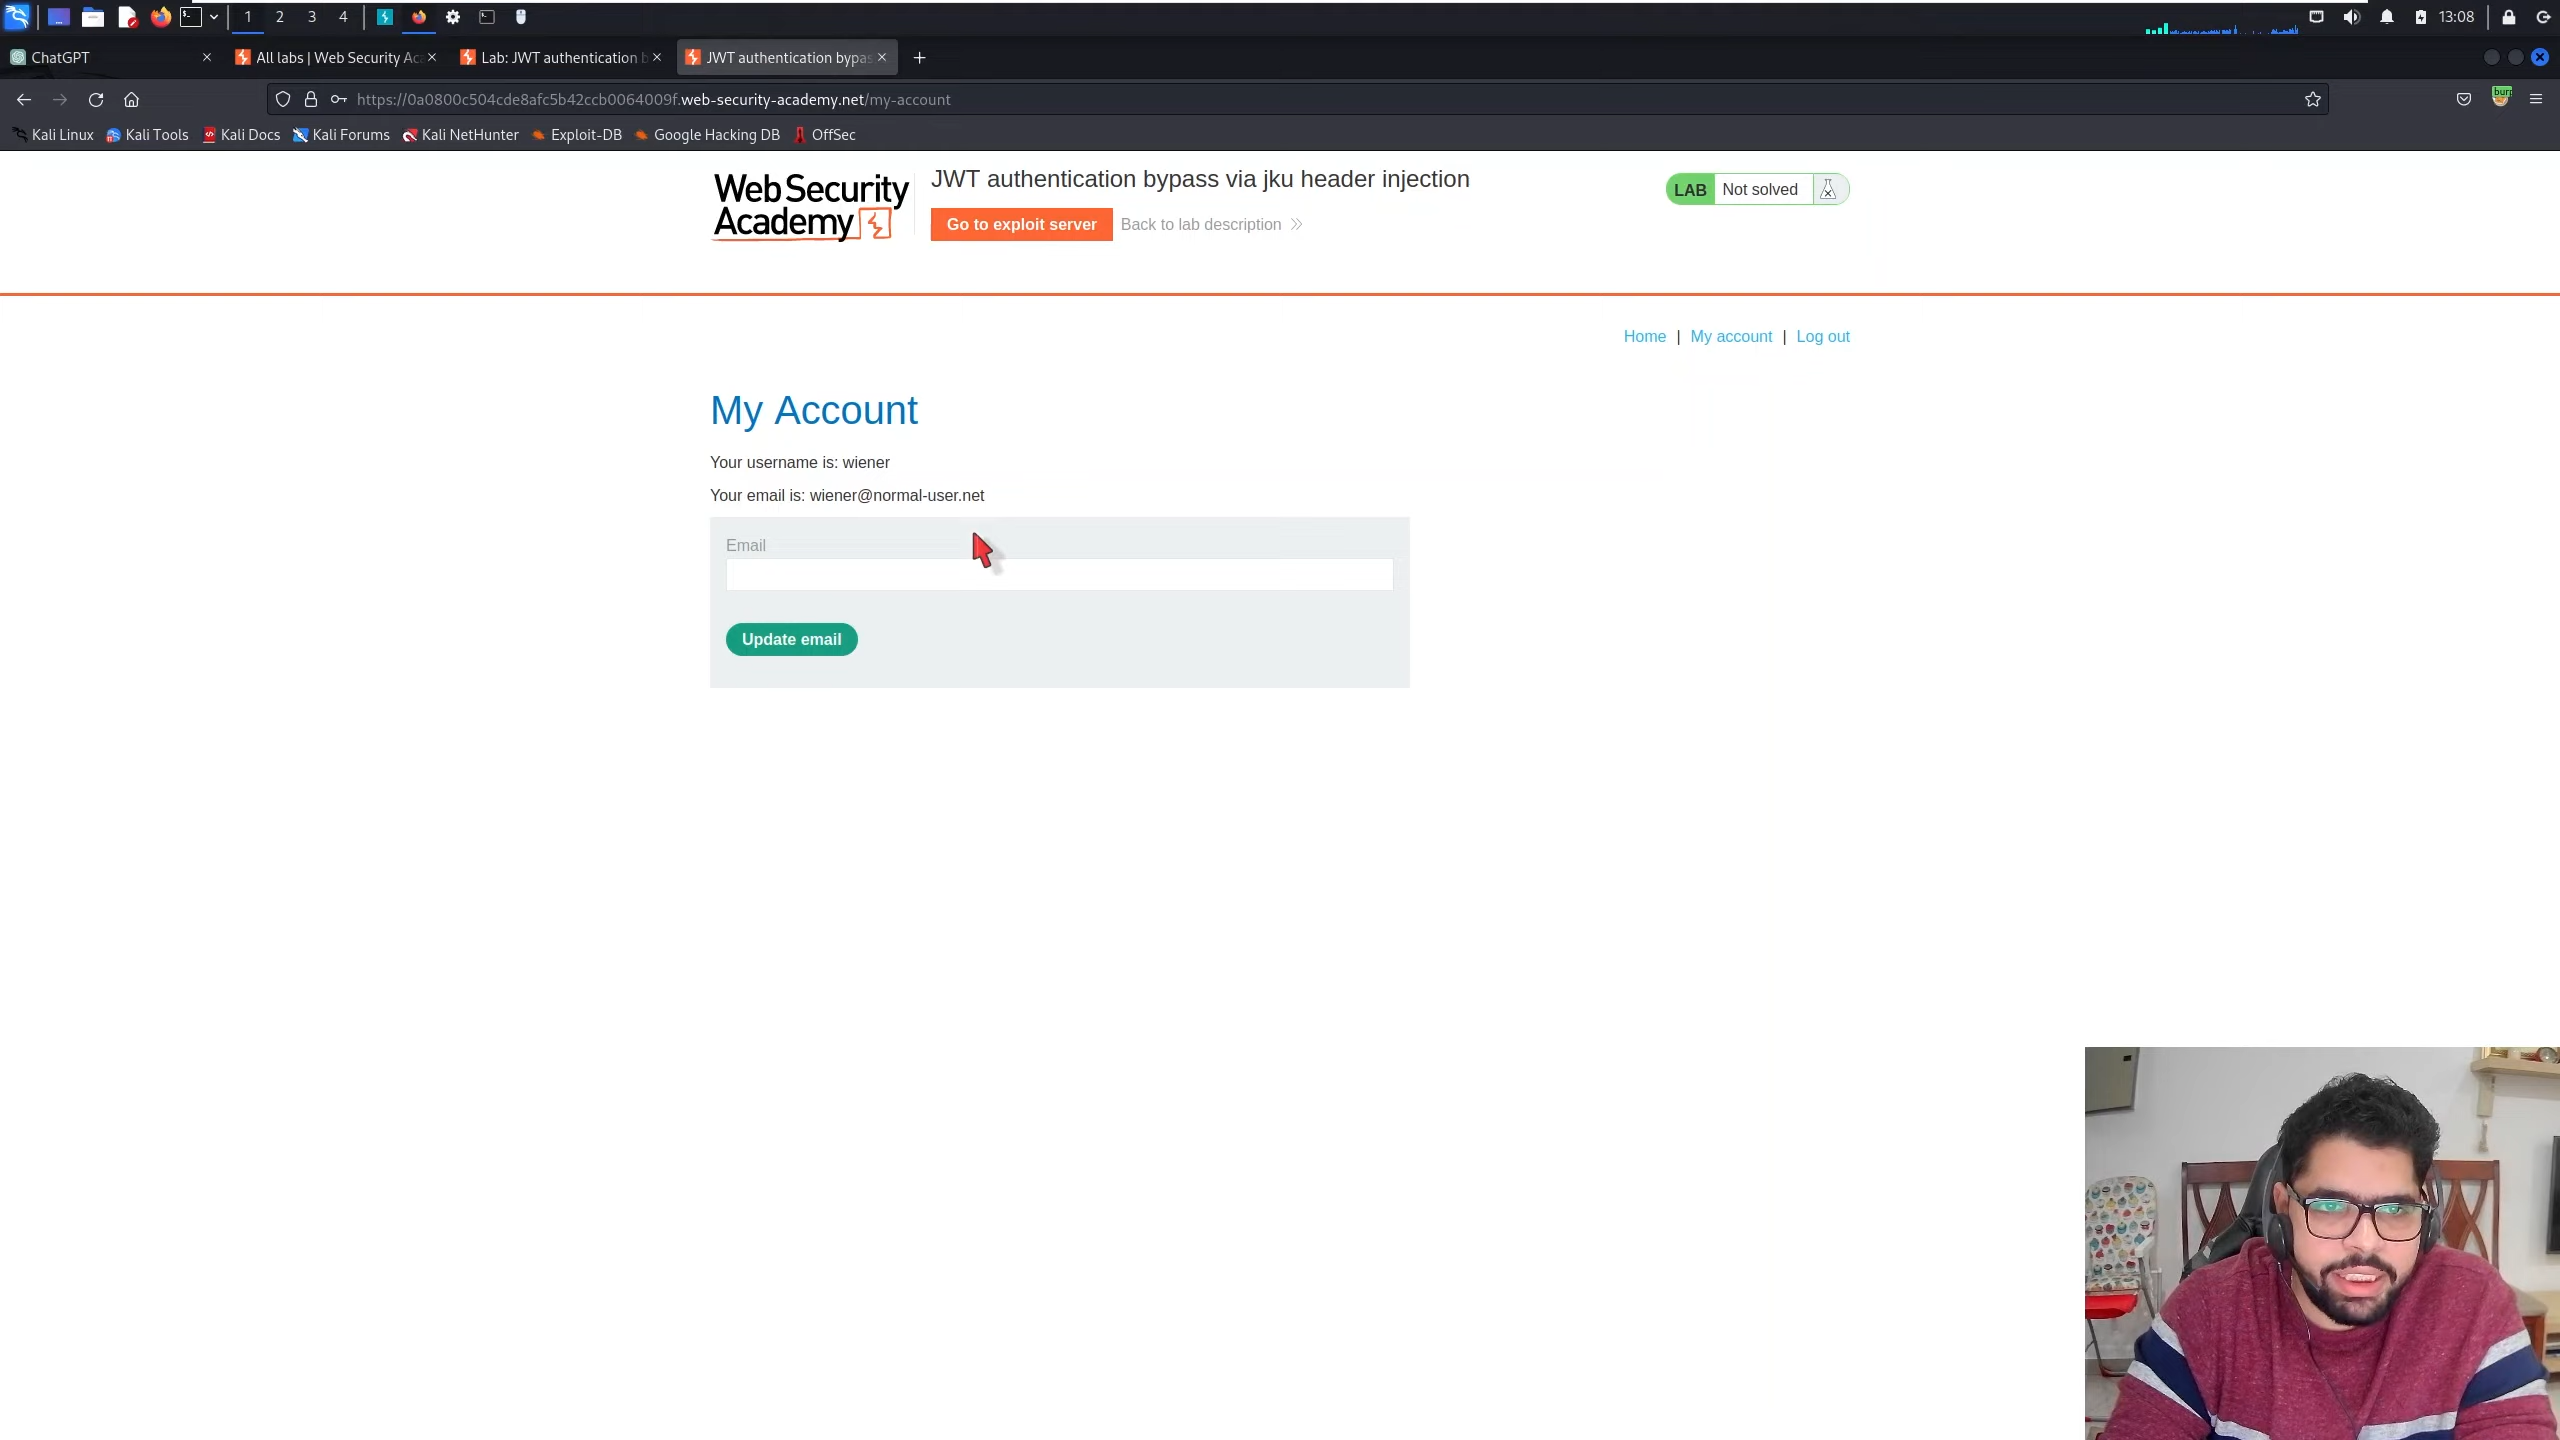 1 2 3 4 13:08
ChatGPT All labs | Web Security Ac Lab: JWT authentication b JWT authentication bypas
https://0a0800c504cde8afc5b42ccb0064009f.web-security-academy.net/my-account
Kali Linux Kali Tools Kali Docs Kali Forums Kali NetHunter Exploit-DB Google Hacking DB OffSec
Web Security
Academy
JWT authentication bypass via jku header injection
Go to exploit server Back to lab description
LAB Not solved
Home | My account | Log out
My Account
Your username is: wiener
Your email is: wiener@normal-user.net
Email
Update email